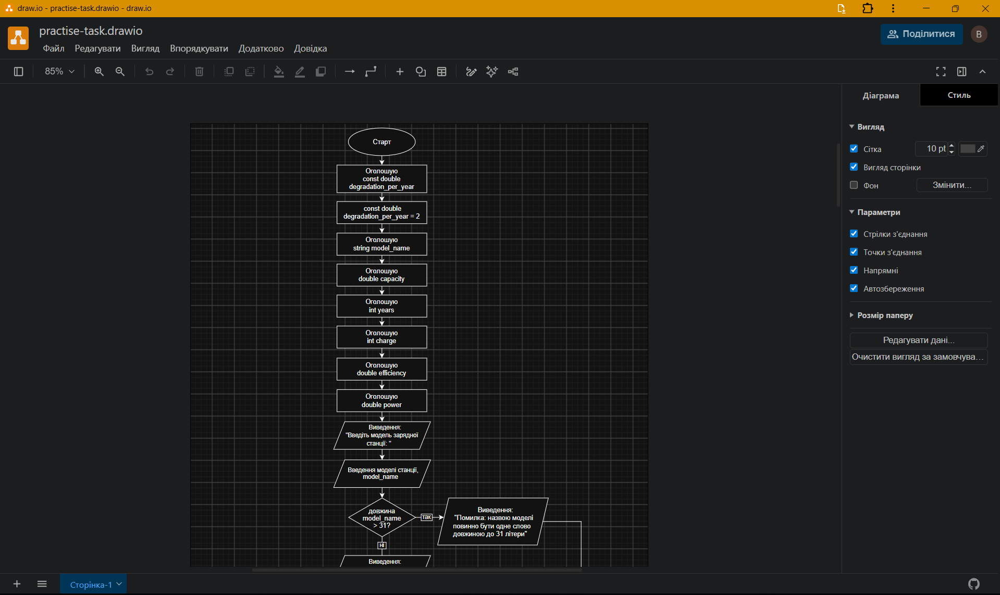 draw.io - practise-task.drawio - draw.io
practise-task.drawio
Файл Редагувати Вигляд Впорядкувати Додатково Довідка
Поділитися
В
85%
Діаграма
Стиль
Вигляд
Сітка
10 pt
Вигляд сторінки
Фон
Змінити...
Параметри
Стрілки з'єднання
Точки з'єднання
Напрямні
Автозбереження
Розмір паперу
Редагувати дані...
Очистити вигляд за замовчува...
Старт
Оголошую
const double
degradation_per_year
const double
degradation_per_year = 2
Оголошую
string model_name
Оголошую
double capacity
Оголошую
int years
Оголошую
int charge
Оголошую
double efficiency
Оголошую
double power
Виведення:
"Введіть модель зарядної
станції: "
Введення моделі станції,
model_name
довжина
model_name
> 31?
так
Виведення:
"Помилка: назвою моделі
повинно бути одне слово
довжиною до 31 літери"
ні
Виведення:
Сторінка-1